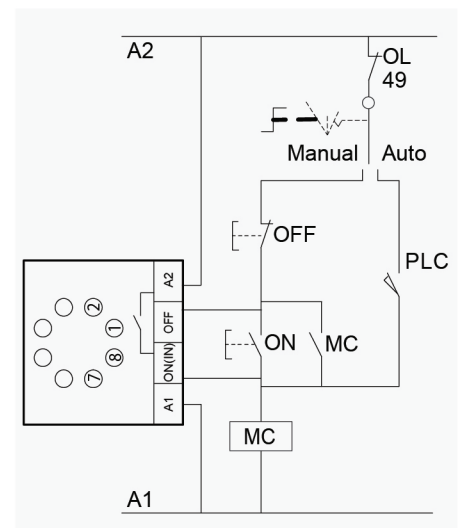 A2
OL
49
Manual Auto
OFF
PLC
A2
OFF
ON(IN)
A1
2
1
8
7
ON
MC
MC
A1